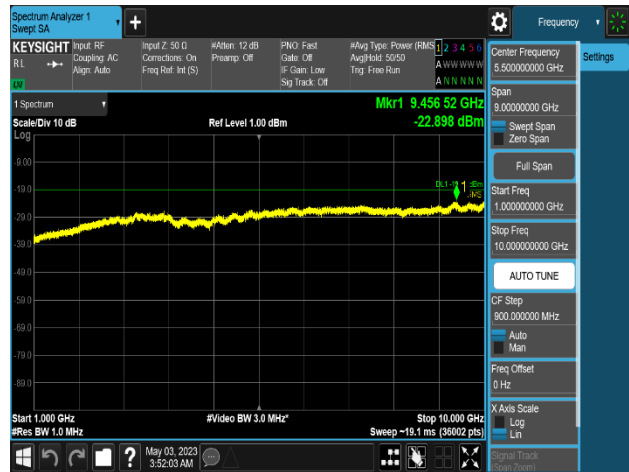 Spectrum Analyzer 1
Swept SA
+
Frequency
KEYSIGHT
RL
Input: RF
Coupling: AC
Align: Auto
Input Z: 50 Ω
Corrections: On
Freq Ref: Int (S)
#Atten: 12 dB
Preamp: Off
PNO: Fast
Gate: Off
IF Gain: Low
Sig Track: Off
#Avg Type: Power (RMS
Avg|Hold: 50/50
Trig: Free Run
1 2 3 4 5 6
A W W W W W
A N N N N N
Settings
1 Spectrum
Scale/Div 10 dB
Ref Level 1.00 dBm
Mkr1 9.456 52 GHz
-22.898 dBm
Log
-9.00
-19.0
-29.0
-39.0
-49.0
-59.0
-69.0
-79.0
-89.0
1
Start 1.000 GHz
#Res BW 1.0 MHz
#Video BW 3.0 MHz*
Stop 10.000 GHz
Sweep ~19.1 ms (36002 pts)
Center Frequency
5.500000000 GHz
Span
9.00000000 GHz
Swept Span
Zero Span
Full Span
Start Freq
1.000000000 GHz
Stop Freq
10.000000000 GHz
AUTO TUNE
CF Step
900.000000 MHz
Auto
Man
Freq Offset
0 Hz
X Axis Scale
Log
Lin
Signal Track
(Span Zoom)
?
May 03, 2023
3:52:03 AM